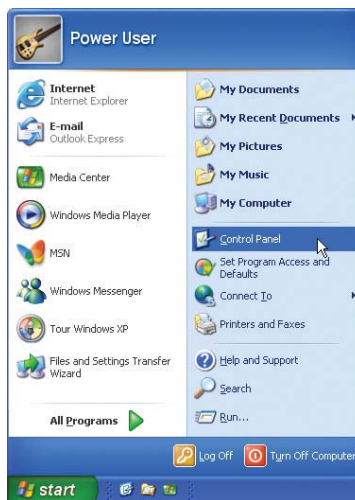 Power User
Internet
Internet Explorer
E-mail
Outlook Express
Media Center
Windows Media Player
MSN
Windows Messenger
Tour Windows XP
Files and Settings Transfer
Wizard
All Programs
My Documents
My Recent Documents
My Pictures
My Music
My Computer
Control Panel
Set Program Access and
Defaults
Connect To
Printers and Faxes
Help and Support
Search
Run...
Log Off
Turn Off Computer
start